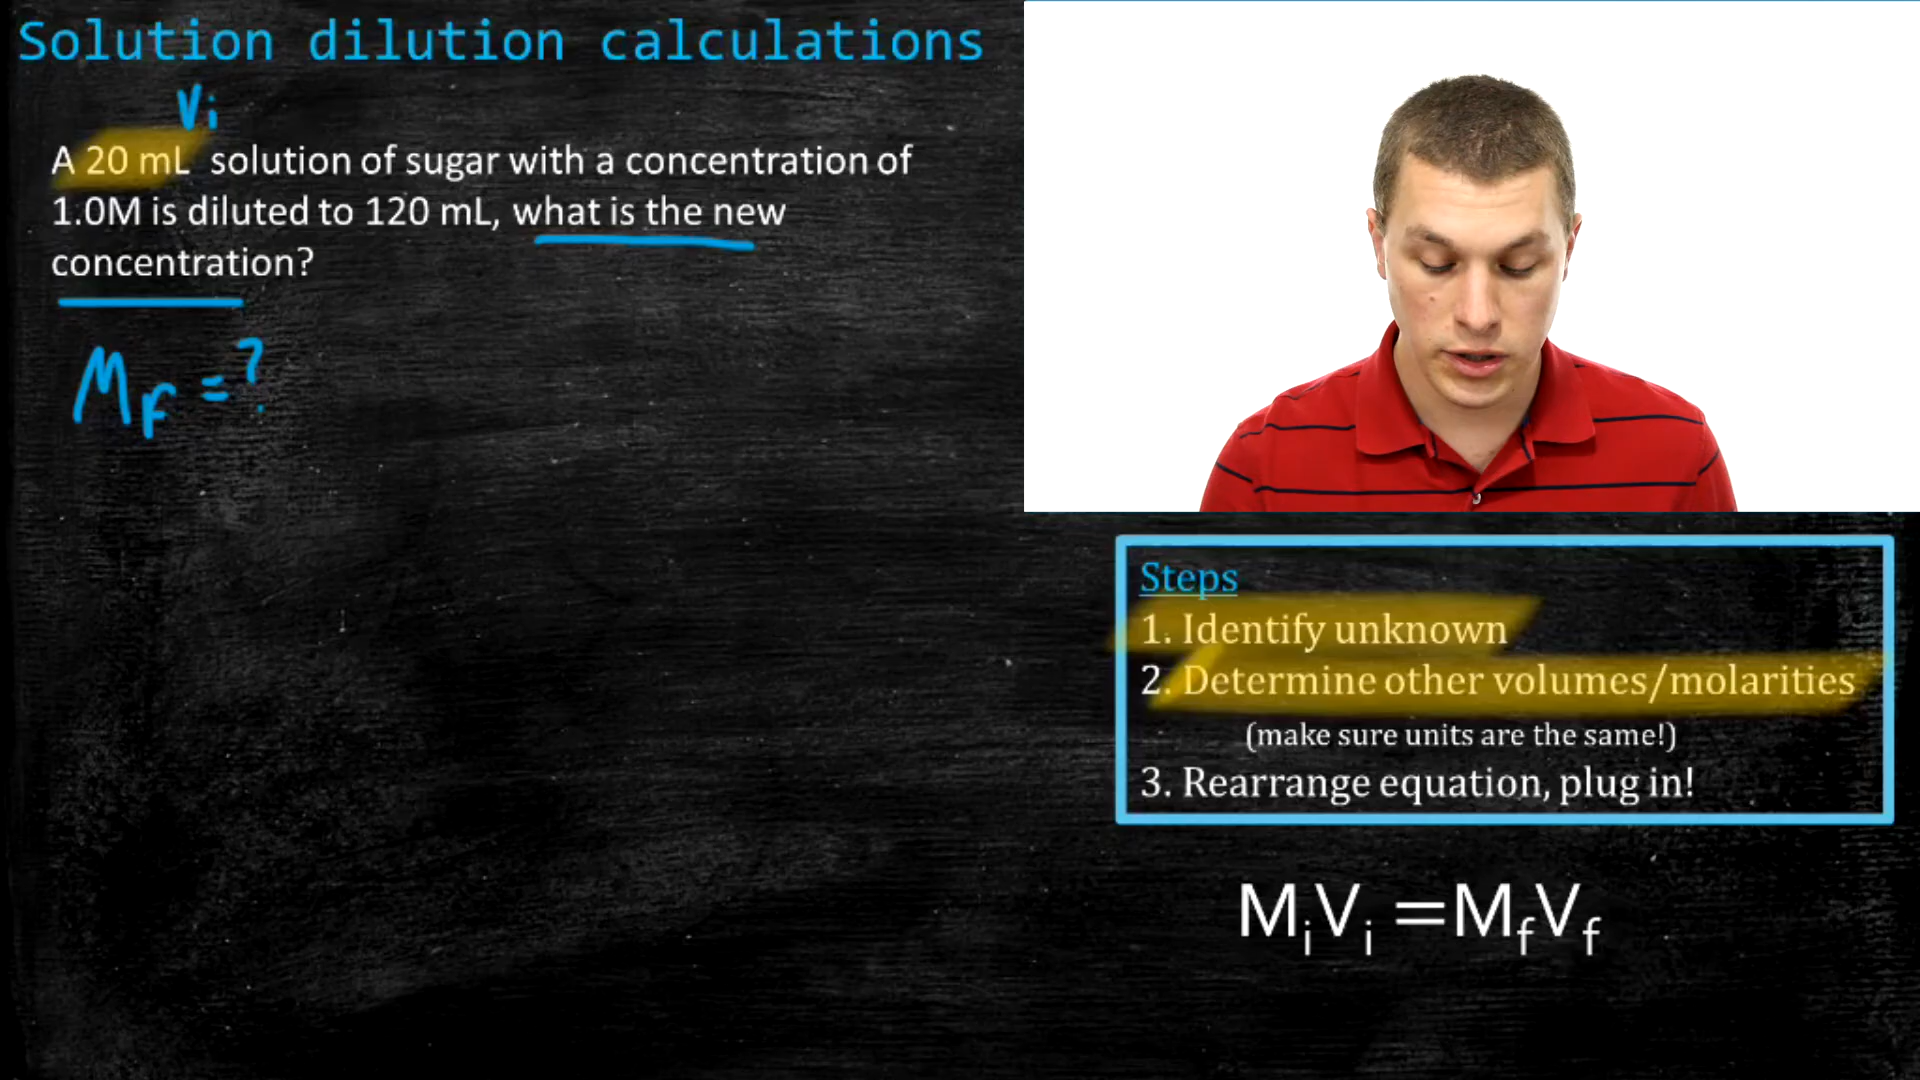 Solution dilution calculations
Vi
A 20 mL solution of sugar with a concentration of
1.0M is diluted to 120 mL, what is the new
concentration?
MF = ?
Steps
1. Identify unknown
2. Determine other volumes/molarities
(make sure units are the same!)
3. Rearrange equation, plug in!
MiVi =MfVf